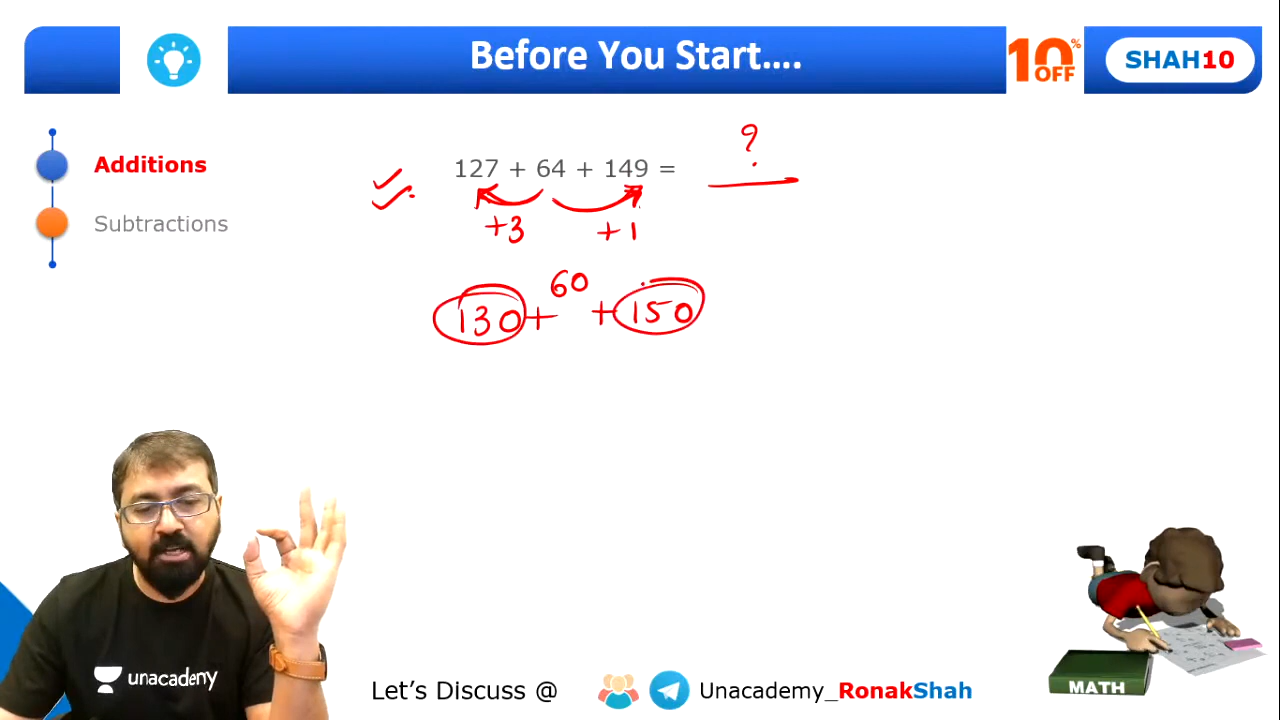 Before You Start....
10% OFF
SHAH10
Additions
Subtractions
127 + 64 + 149 = ?
+3 +1
130 + 60 + 150
unacademy
MATH
Let’s Discuss @ Unacademy_RonakShah